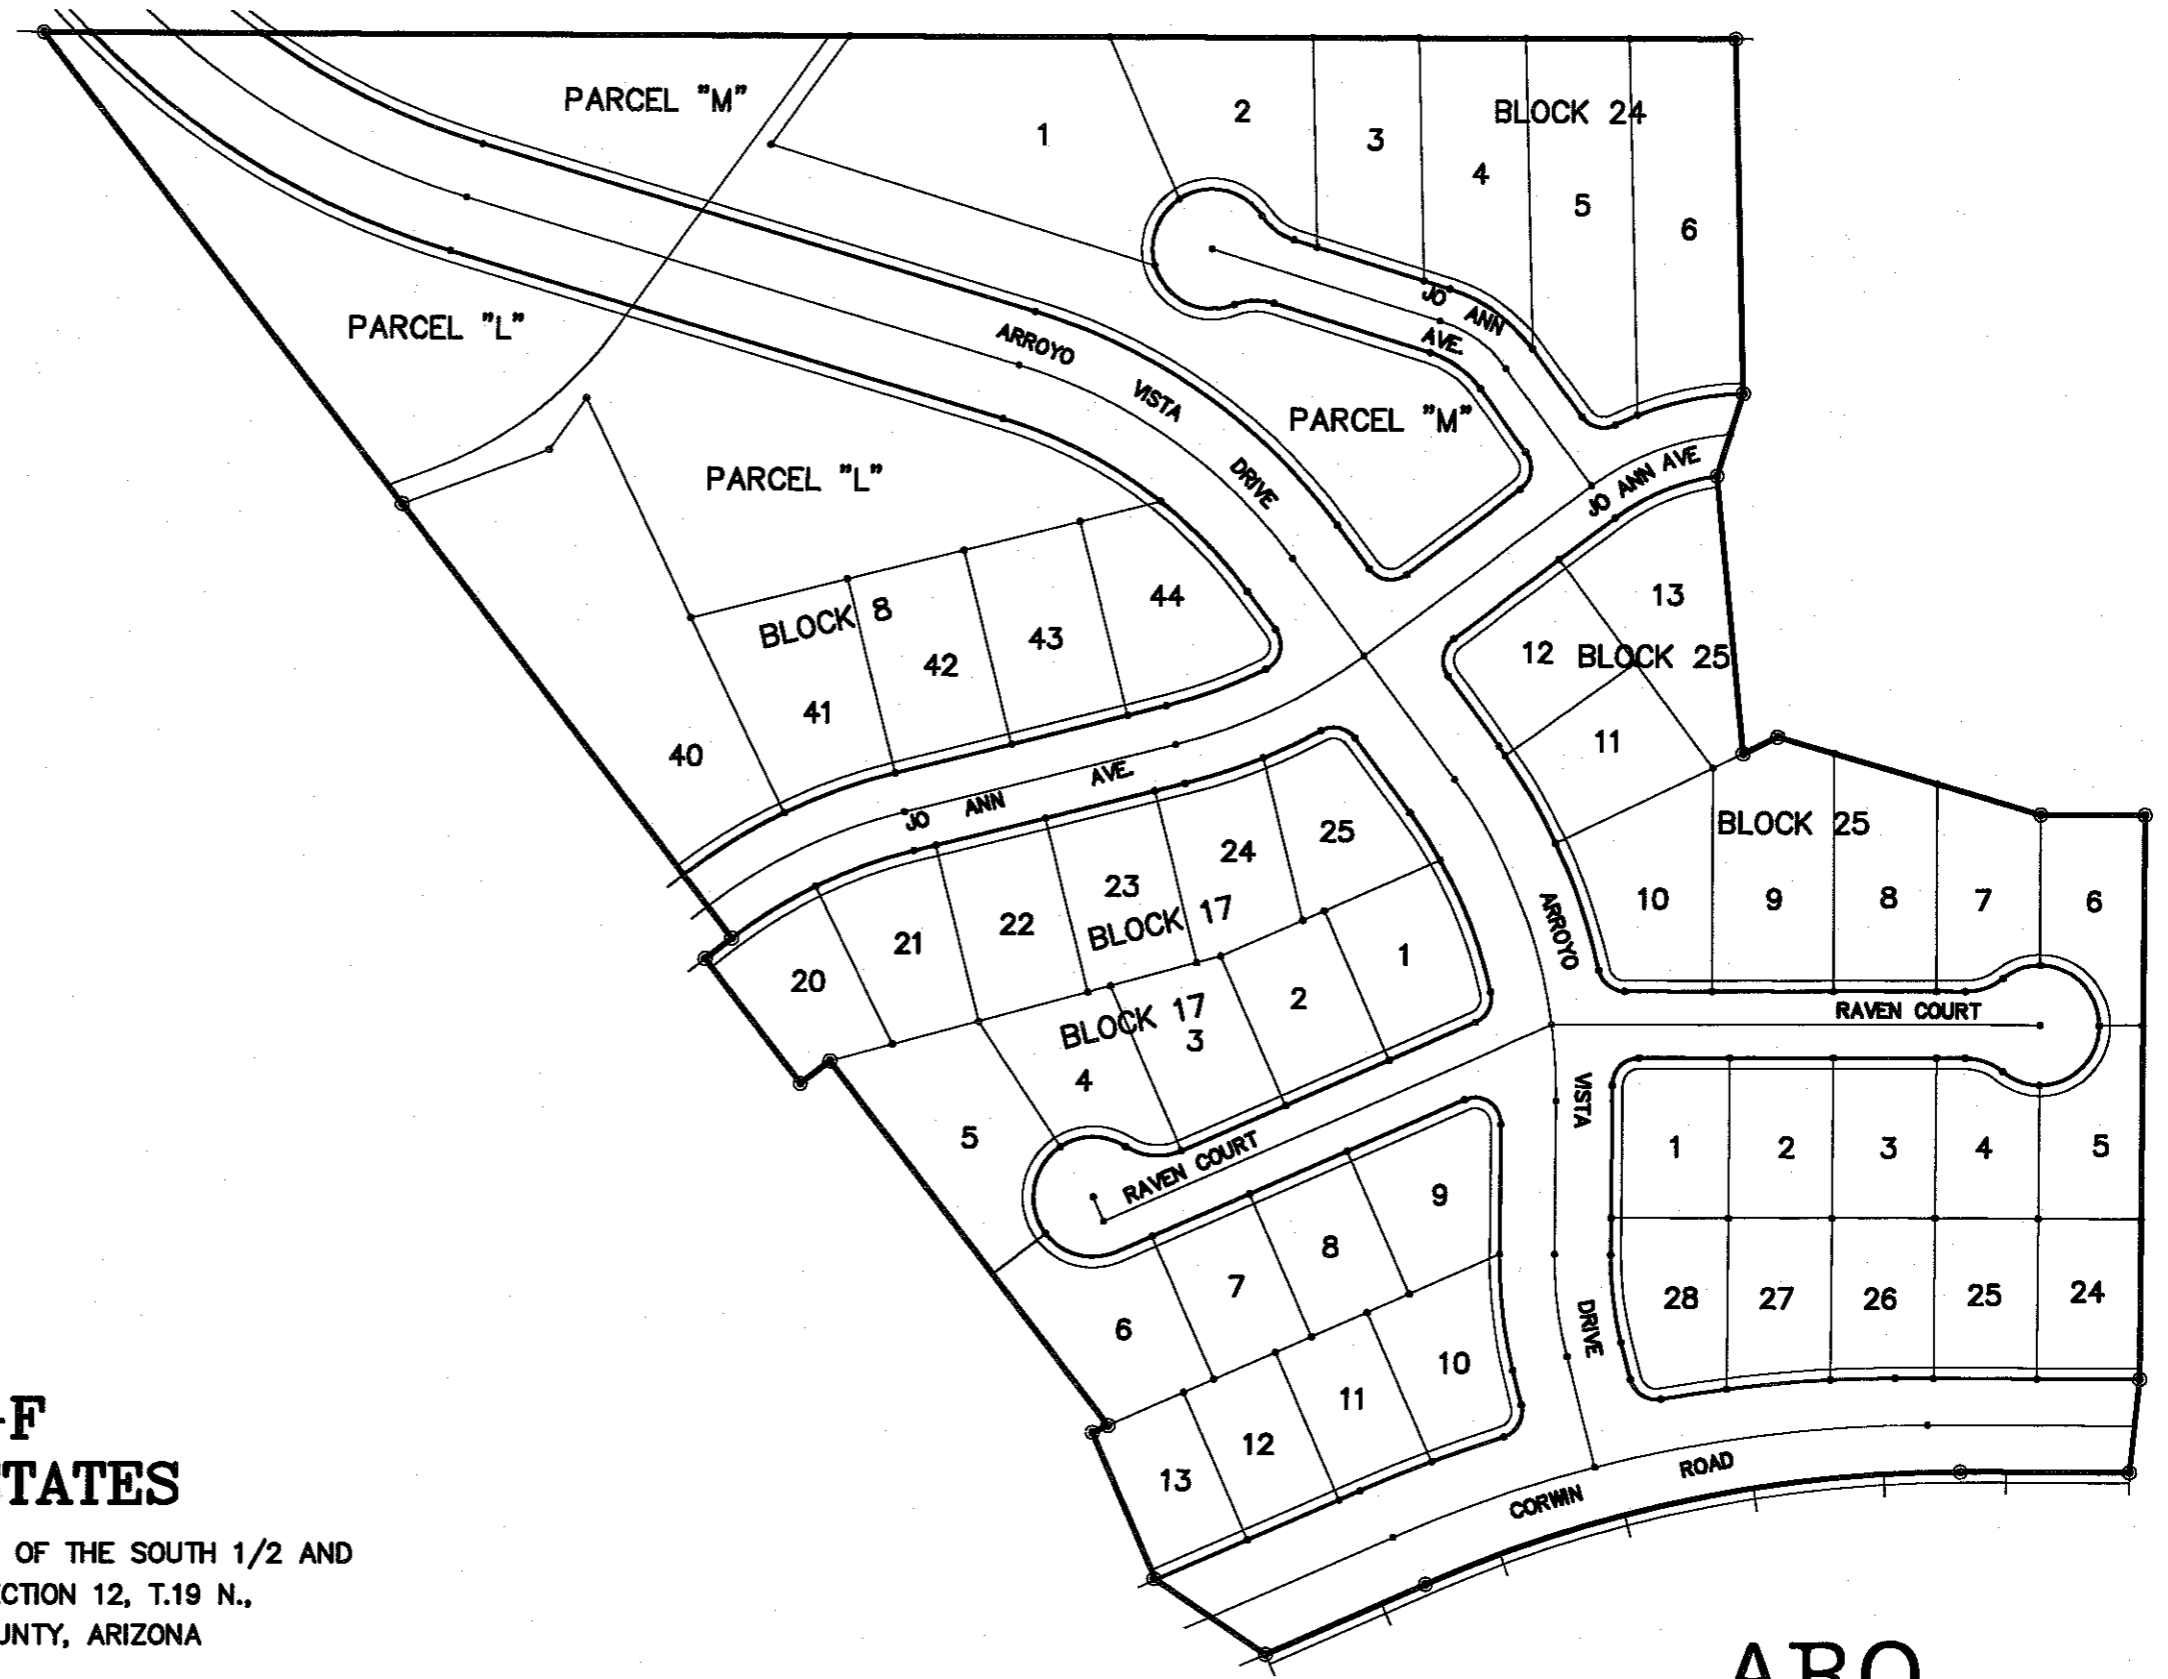 PARCEL "M"
1
2
3
BLOCK 24
4
5
6
JO ANN
AVE.
PARCEL "L"
ARROYO VISTA DRIVE
PARCEL "M"
JO ANN AVE
PARCEL "L"
BLOCK 8
40
41
42
43
44
13
12
BLOCK 25
11
BLOCK 25
10
9
8
7
6
JO ANN AVE.
20
21
22
23
24
25
BLOCK 17
BLOCK 17
1
2
3
4
5
ARROYO VISTA DRIVE
RAVEN COURT
RAVEN COURT
1
2
3
4
5
28
27
26
25
24
6
7
8
9
10
11
12
13
CORWIN ROAD
-F
STATES
OF THE SOUTH 1/2 AND
ECTION 12, T.19 N.,
UNTY, ARIZONA